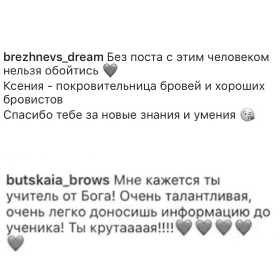 brezhnevs_dream Без поста с этим человеком
нельзя обойтись 🖤
Ксения - покровительница бровей и хороших
бровистов
Спасибо тебе за новые знания и умения 😘
butskaia_brows Мне кажется ты
учитель от Бога! Очень талантливая,
очень легко доносишь информацию до
ученика! Ты крутаааая!!!!🖤🖤🖤🖤
🖤